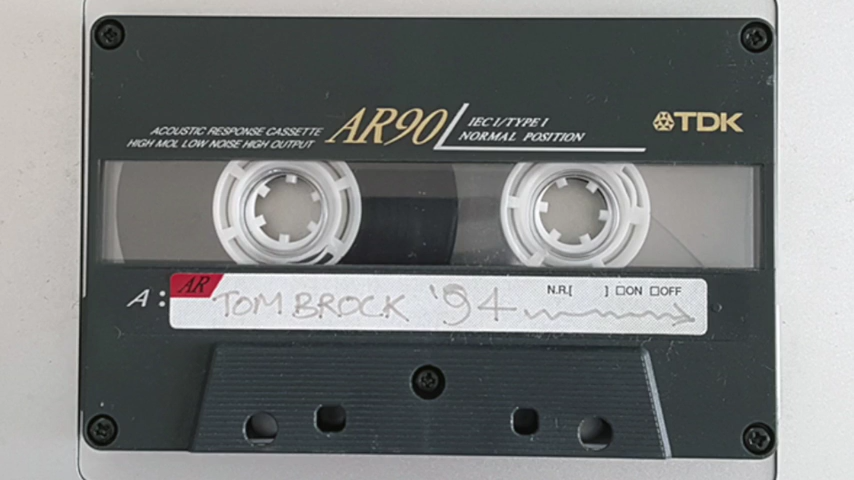 ACOUSTIC RESPONSE CASSETTE
HIGH MOL LOW NOISE HIGH OUTPUT
AR90
IEC I/TYPE I
NORMAL POSITION
TDK
A:
AR
TOM BROCK '94
N.R.[ ] □ON □OFF